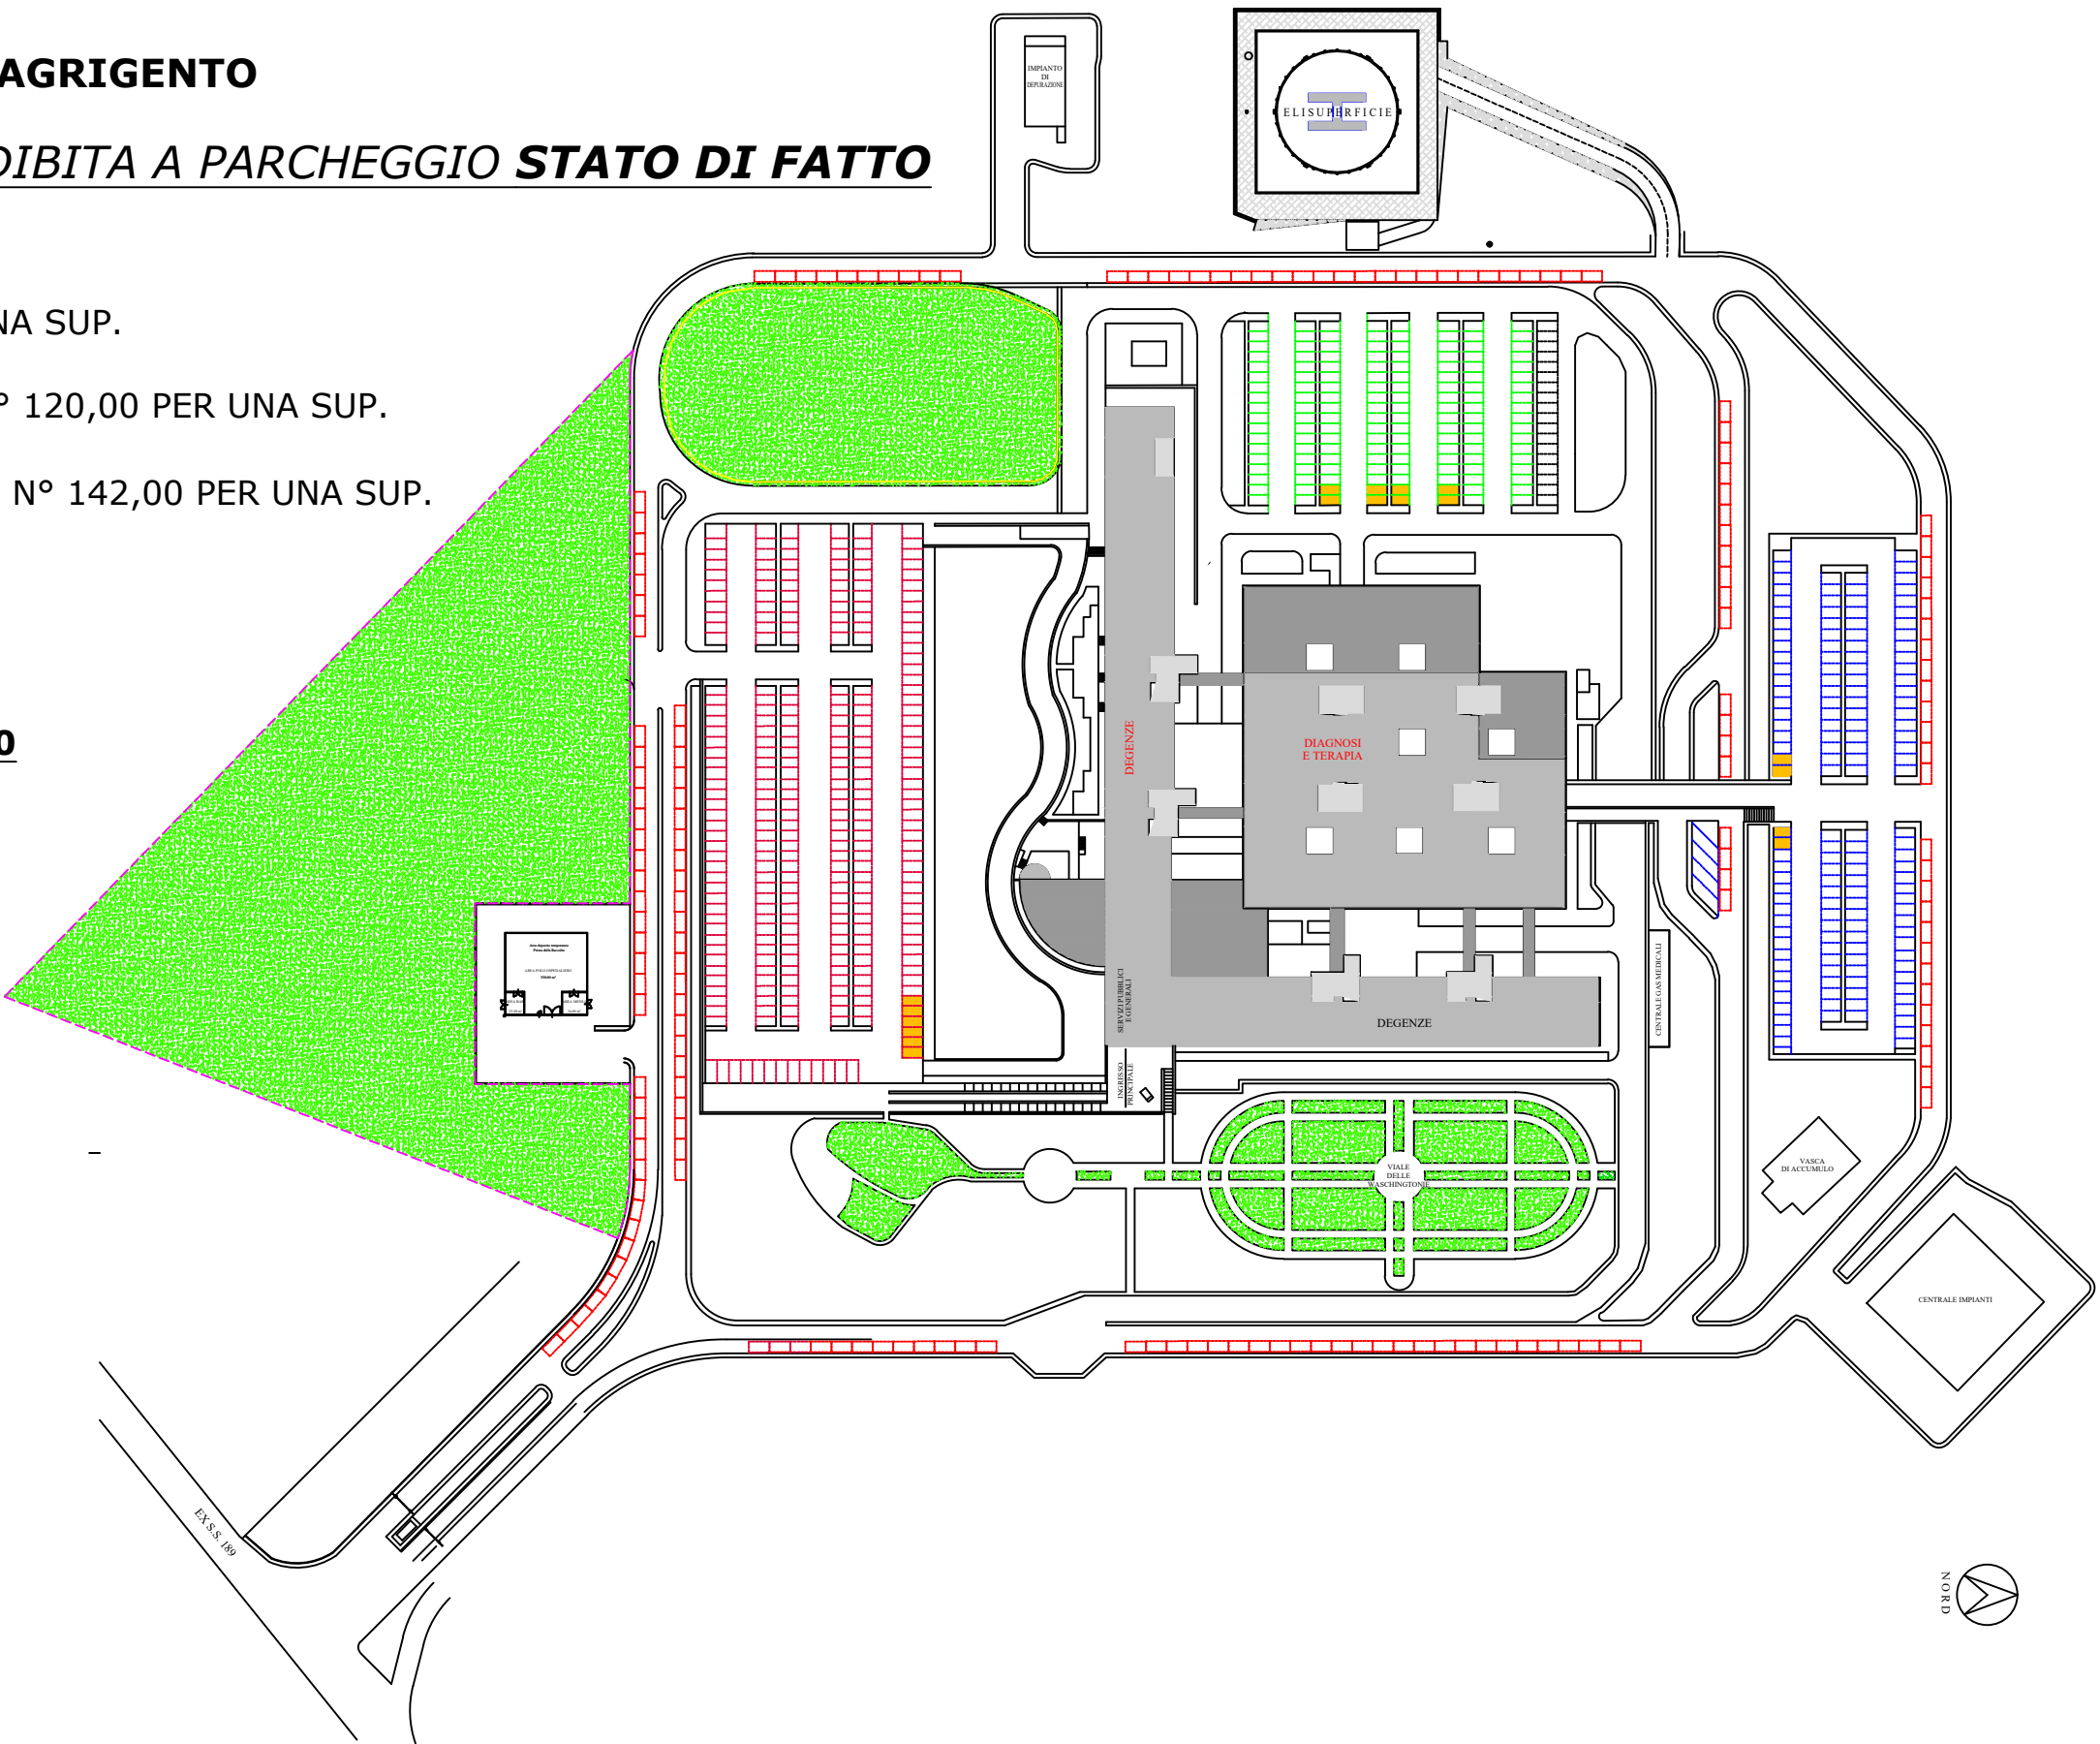 AGRIGENTO
DIBITA A PARCHEGGIO STATO DI FATTO
NA SUP.
° 120,00 PER UNA SUP.
N° 142,00 PER UNA SUP.
0
IMPIANTO
DI
DEPURAZIONE
ELISUPERFICIE
DEGENZE
DIAGNOSI
E TERAPIA
SERVIZI PUBBLICI
E GENERALI
DEGENZE
CENTRALE GAS MEDICALI
INGRESSO
PRINCIPALE
VIALE
DELLE
WASCHINGTONIE
VASCA
DI ACCUMULO
CENTRALE IMPIANTI
EX S.S. 189
NORD